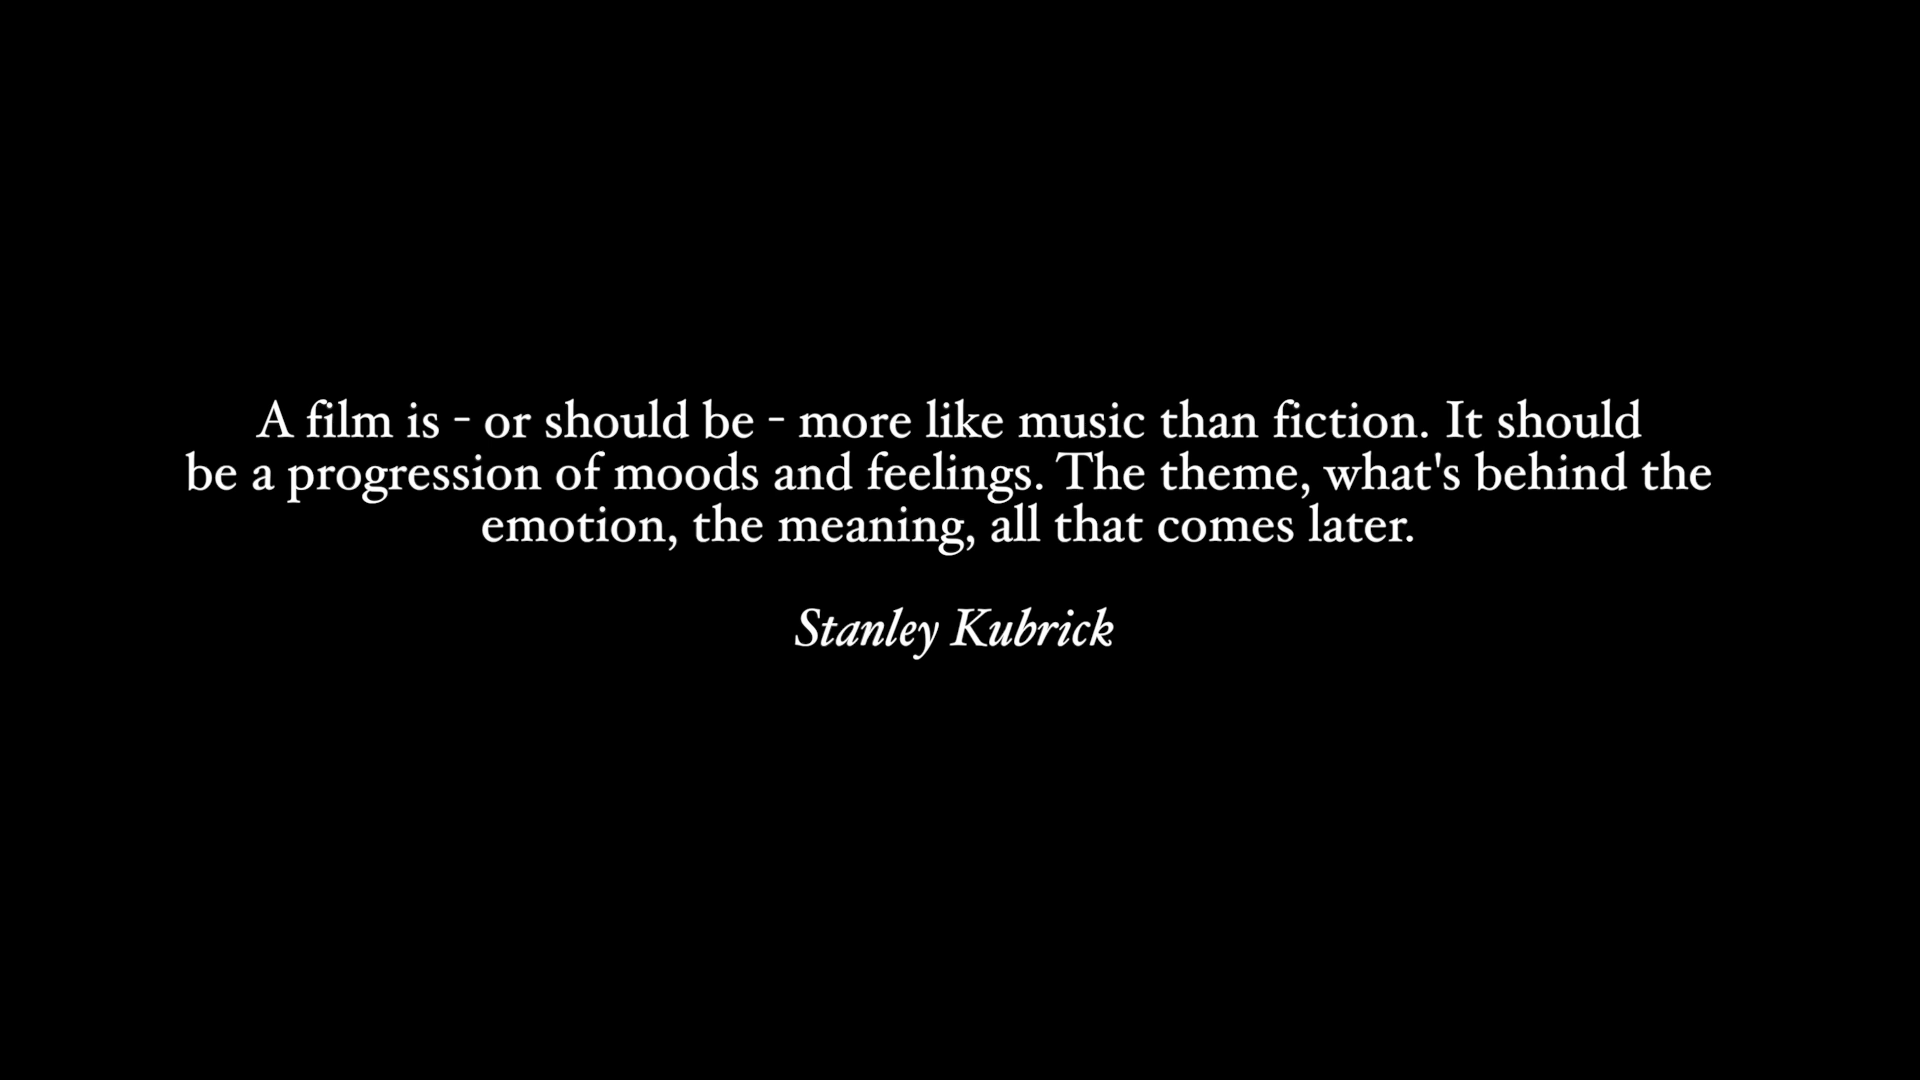 A film is - or should be - more like music than fiction. It should
be a progression of moods and feelings. The theme, what's behind the
emotion, the meaning, all that comes later.
Stanley Kubrick